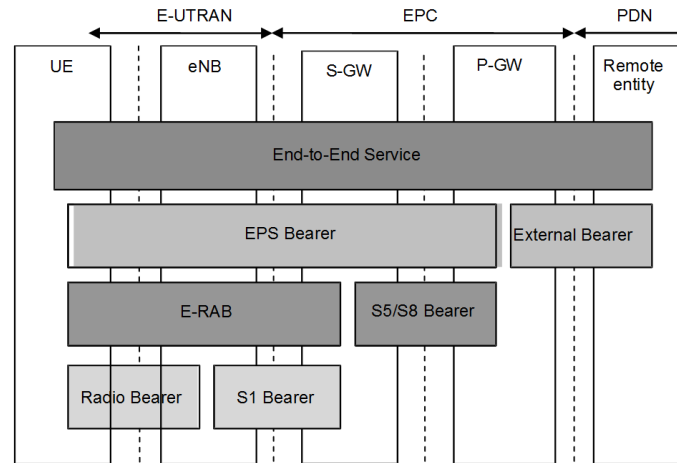 E-UTRAN EPC PDN
UE eNB S-GW P-GW Remote
entity
End-to-End Service
EPS Bearer External Bearer
E-RAB S5/S8 Bearer
Radio Bearer S1 Bearer